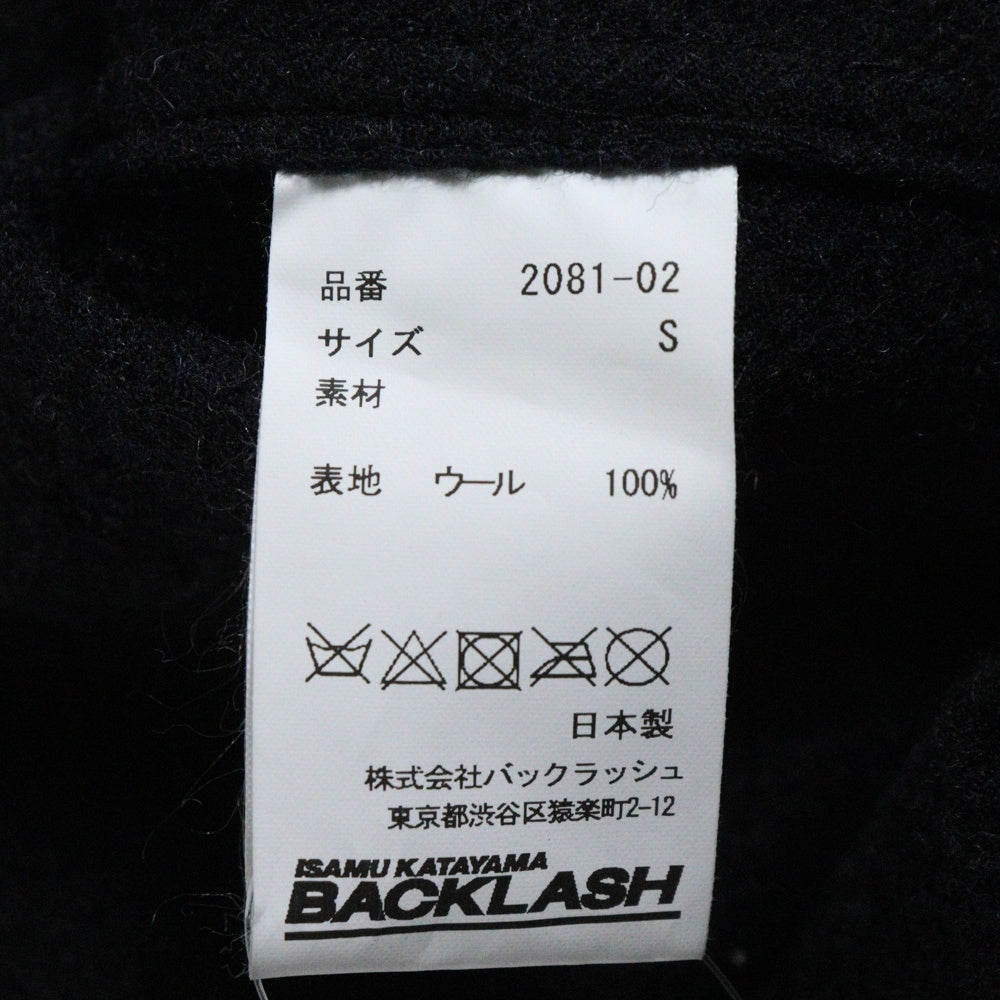 品番 2081-02
サイズ S
素材
表地 ウール 100%
日本製
株式会社バックラッシュ
東京都渋谷区猿楽町2-12
ISAMU KATAYAMA
BACKLASH